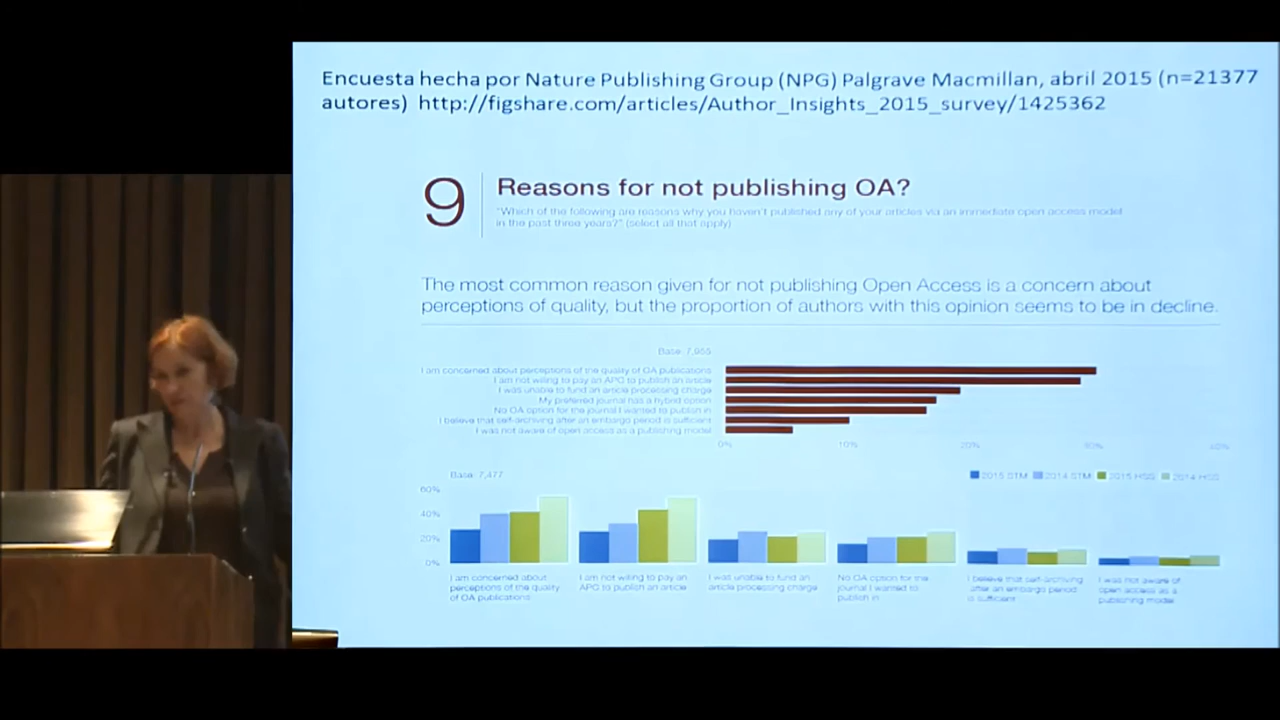 Encuesta hecha por Nature Publishing Group (NPG) Palgrave Macmillan, abril 2015 (n=21377
autores) http://figshare.com/articles/Author_Insights_2015_survey/1425362
9
Reasons for not publishing OA?
"Which of the following are reasons why you haven't published any of your articles via an immediate open access model
in the past three years?" (select all that apply)
The most common reason given for not publishing Open Access is a concern about
perceptions of quality, but the proportion of authors with this opinion seems to be in decline.
Base:
I am concerned about perceptions of the quality of OA publications
I am not willing to pay an APC to publish an article
I was unable to fund an article processing charge
My preferred journal has a hybrid option
No OA option for the journal I wanted to publish in
I believe that self-archiving after an embargo period is sufficient
I was not aware of open access as a publishing model
0% 10% 20% 30% 40%
Base: 7,477
2015 STM 2014 STM 2015 HSS 2014 HSS
60%
40%
20%
0%
I am concerned about
perceptions of the quality
of OA publications
I am not willing to pay an
APC to publish an article
I was unable to fund an
article processing charge
No OA option for the
journal I wanted to
publish in
I believe that self-archiving
after an embargo period
is sufficient
I was not aware of
open access as a
publishing model